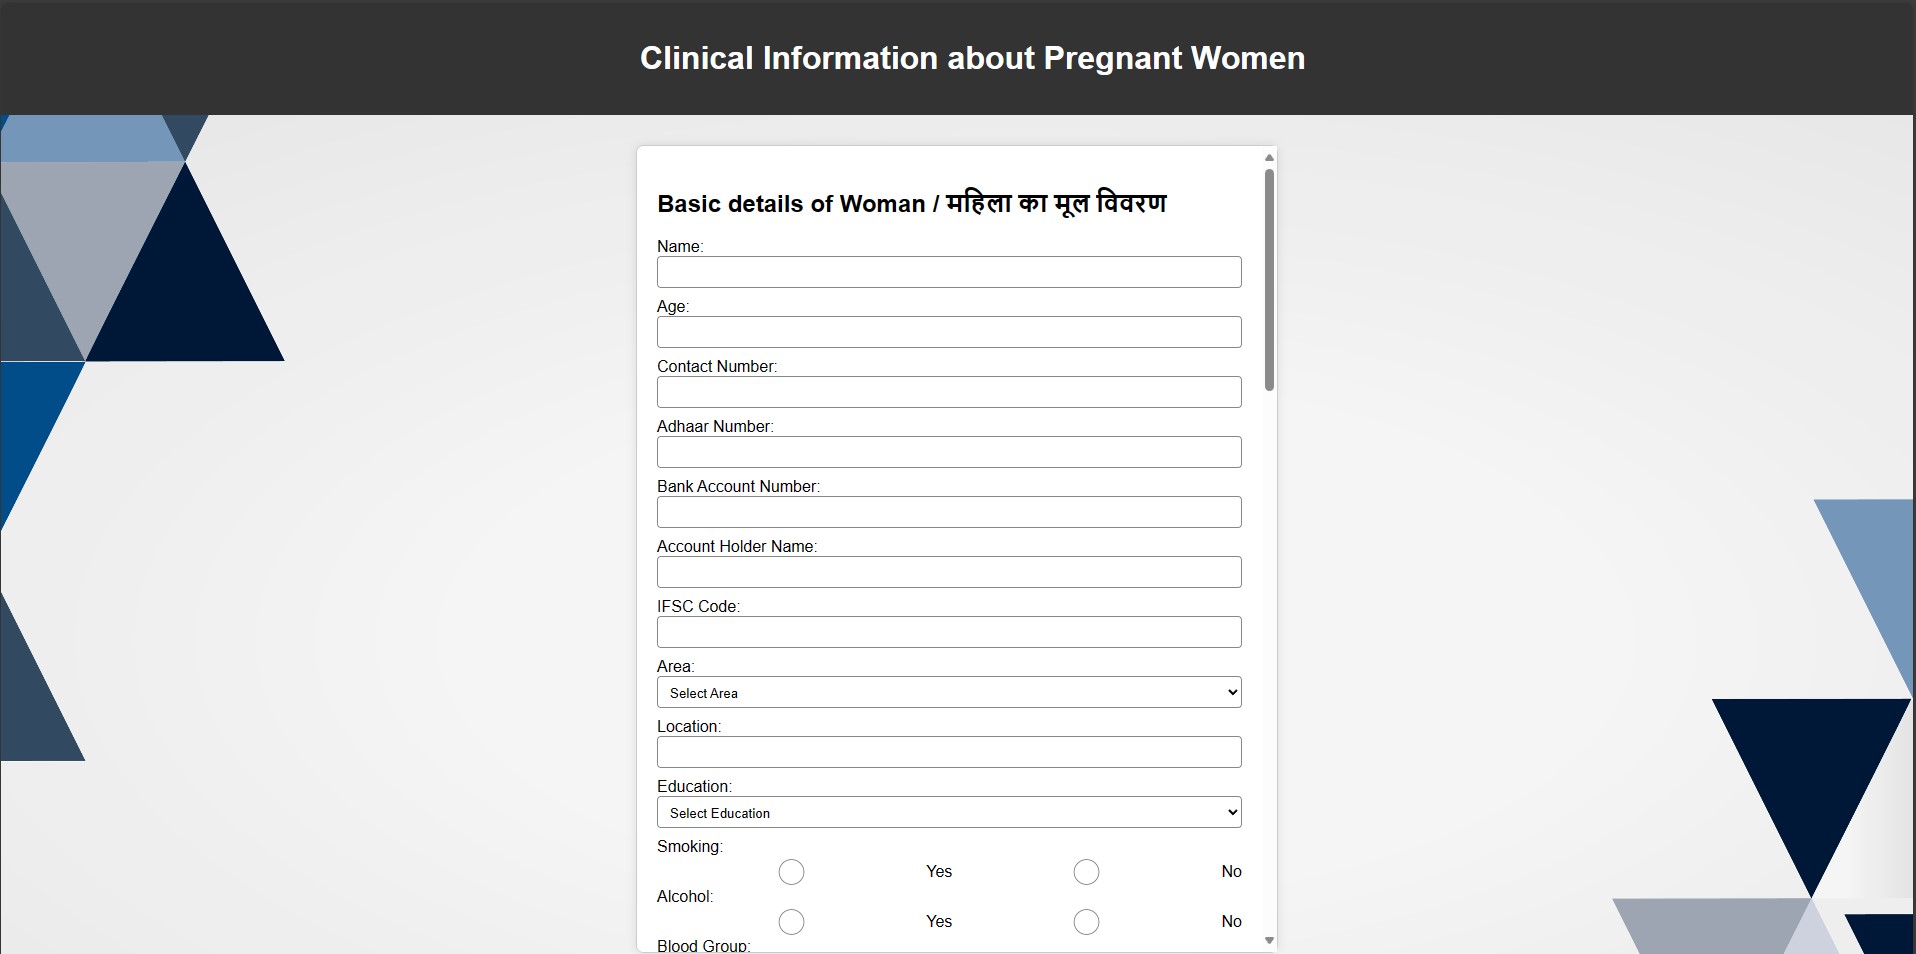 Clinical Information about Pregnant Women
Basic details of Woman / महिला का मूल विवरण
Name:
Age:
Contact Number:
Adhaar Number:
Bank Account Number:
Account Holder Name:
IFSC Code:
Area:
Select Area
Location:
Education:
Select Education
Smoking:
Yes No
Alcohol:
Yes No
Blood Group: